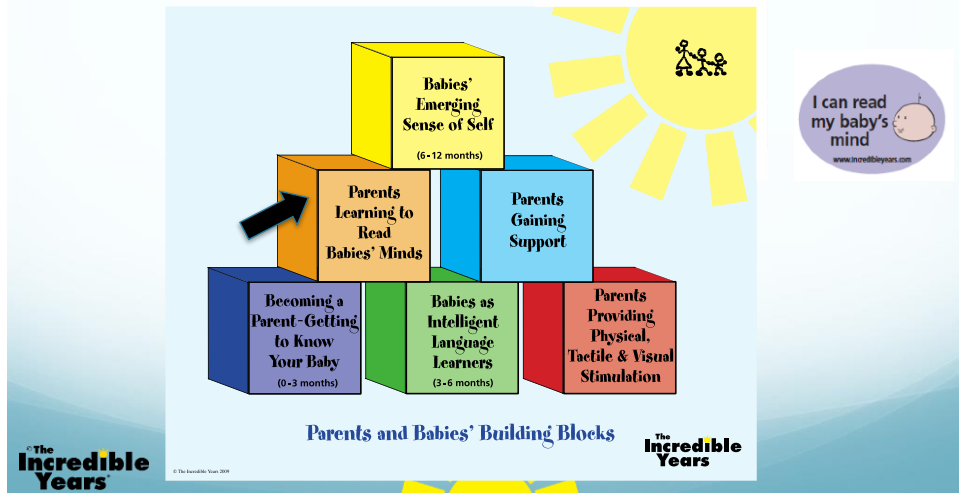 Babies'
Emerging
Sense of Self
(6-12 months)
I can read
my baby's
mind
www.incredibleyears.com
Parents
Learning to
Read
Babies' Minds
Parents
Gaining
Support
Becoming a
Parent-Getting
to Know
Your Baby
(0-3 months)
Babies as
Intelligent
Language
Learners
(3-6 months)
Parents
Providing
Physical,
Tactile & Visual
Stimulation
Parents and Babies' Building Blocks
The
Incredible
Years
© The Incredible Years 2009
©The
Incredible
Years®